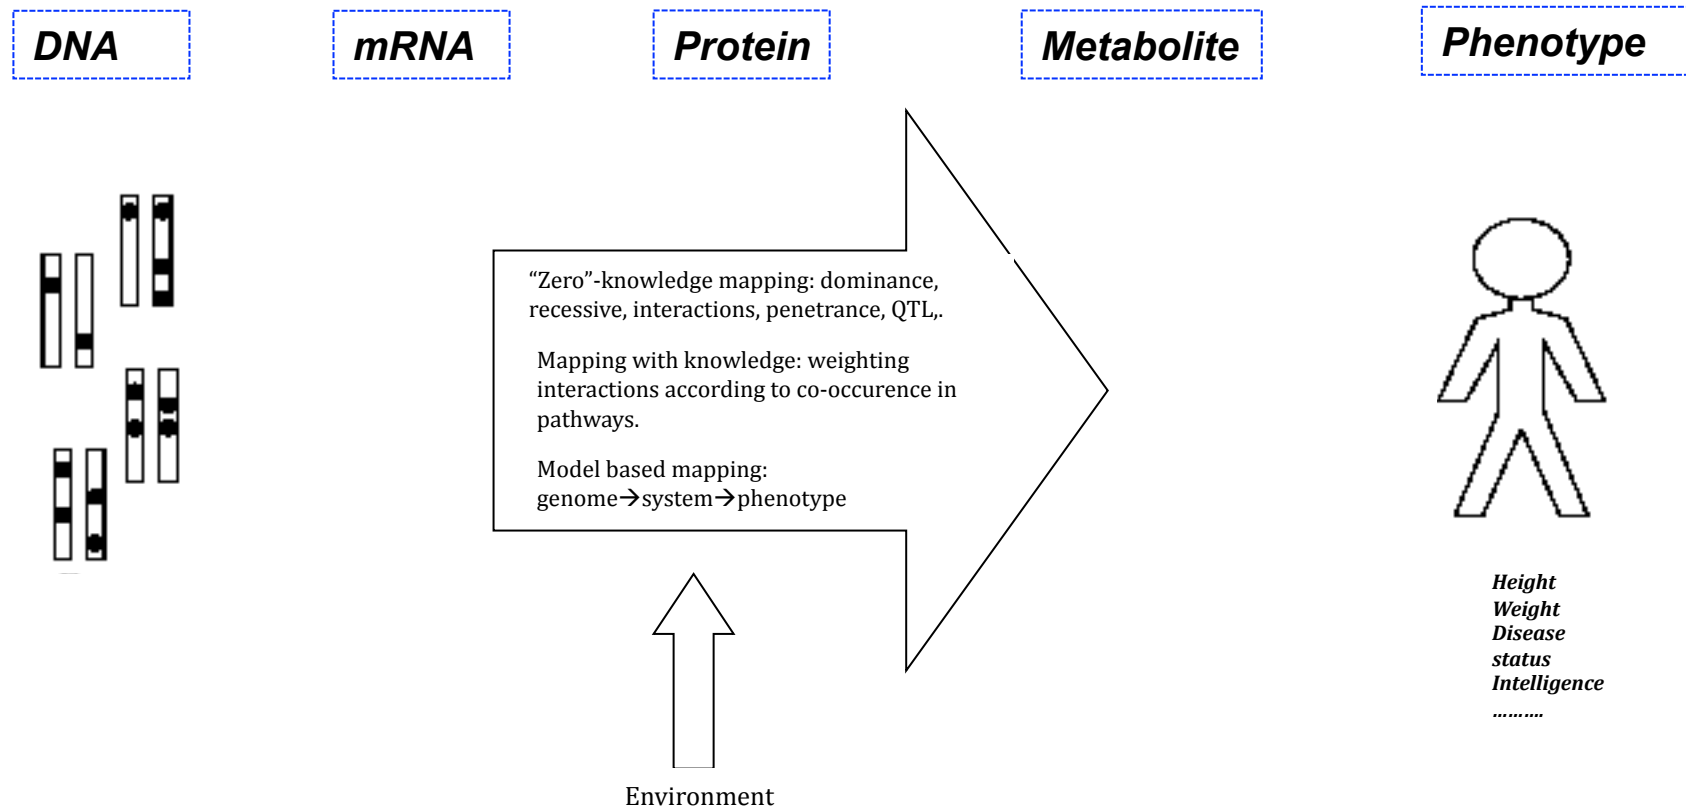 DNA mRNA Protein Metabolite Phenotype
“Zero”-knowledge mapping: dominance,
recessive, interactions, penetrance, QTL,.
Mapping with knowledge: weighting
interactions according to co-occurence in
pathways.
Model based mapping:
genome→system→phenotype
Height
Weight
Disease
status
Intelligence
..........
Environment